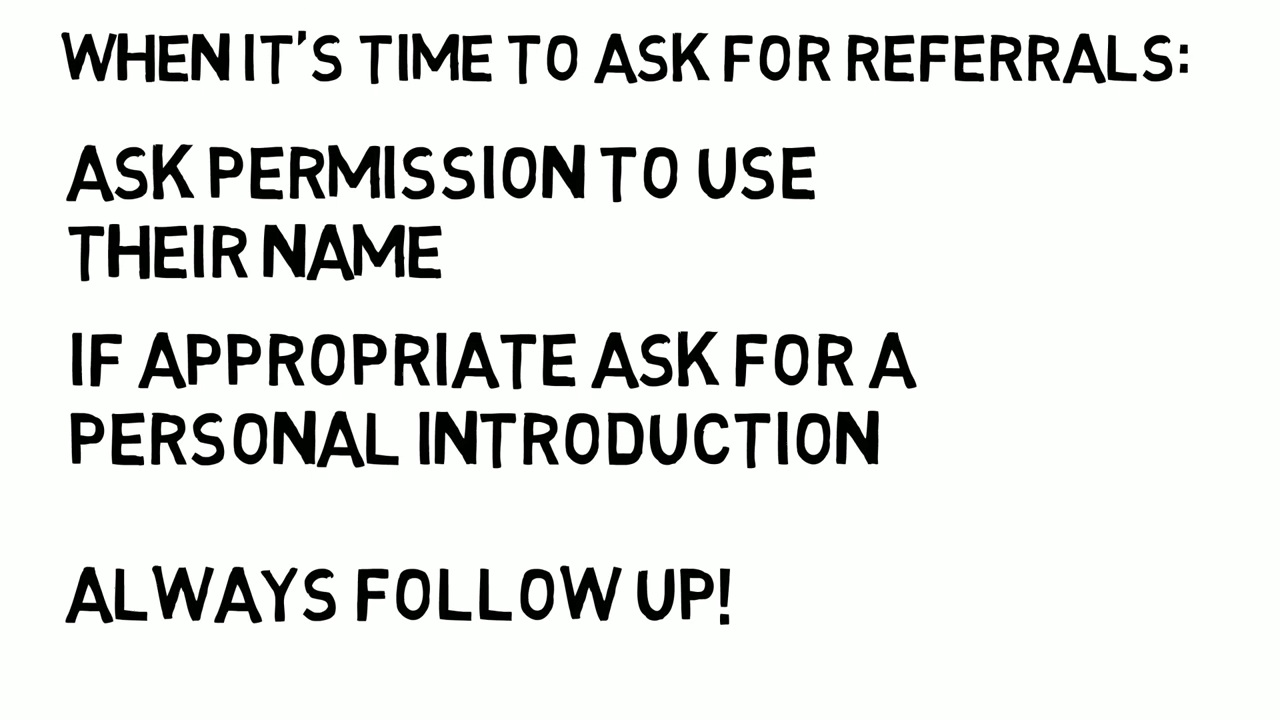 WHEN IT'S TIME TO ASK FOR REFERRALS:
ASK PERMISSION TO USE
THEIR NAME
IF APPROPRIATE ASK FOR A
PERSONAL INTRODUCTION
ALWAYS FOLLOW UP!